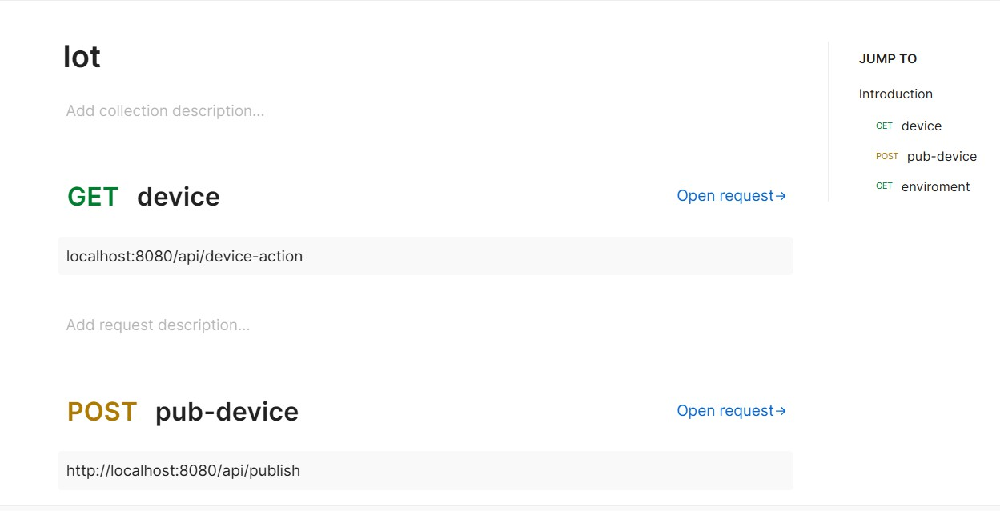 Iot
Add collection description...
GET device
Open request→
localhost:8080/api/device-action
Add request description...
POST pub-device
Open request→
http://localhost:8080/api/publish
JUMP TO
Introduction
GET device
POST pub-device
GET enviroment